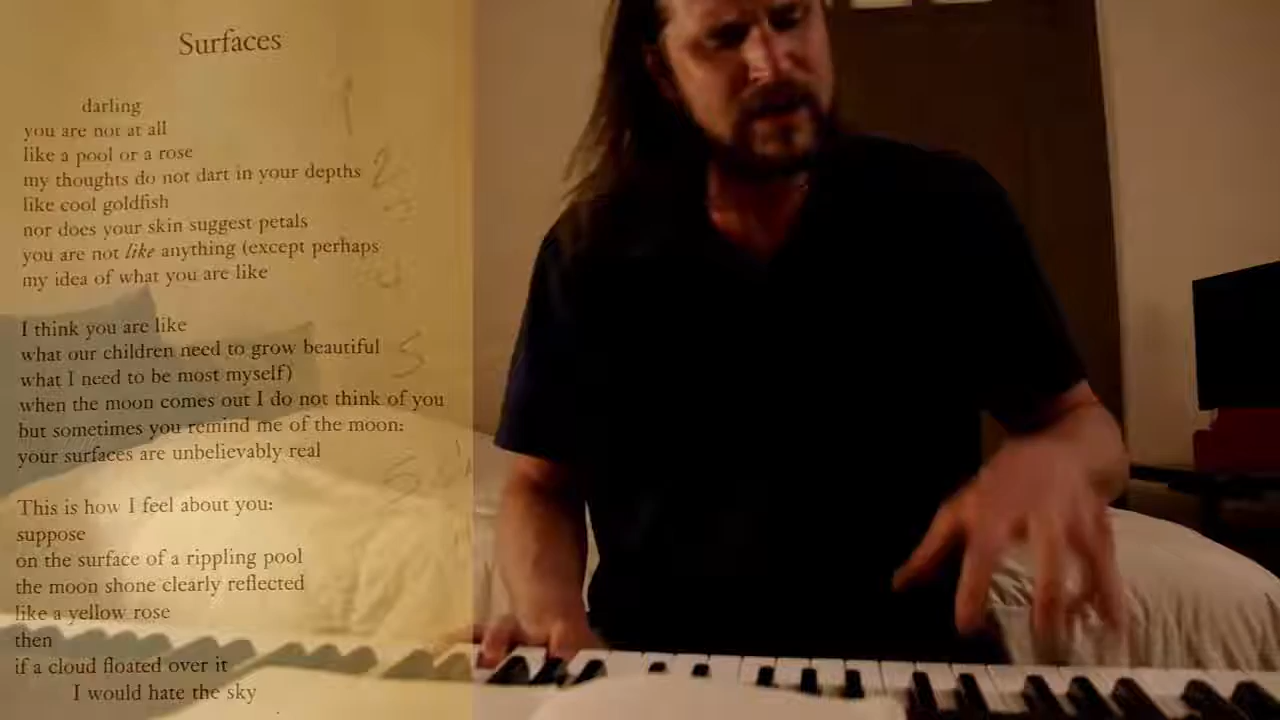 Surfaces
darling
you are not at all
like a pool or a rose
my thoughts do not dart in your depths
like cool goldfish
nor does your skin suggest petals
you are not like anything (except perhaps
my idea of what you are like
I think you are like
what our children need to grow beautiful
what I need to be most myself)
when the moon comes out I do not think of you
but sometimes you remind me of the moon:
your surfaces are unbelievably real
This is how I feel about you:
suppose
on the surface of a rippling pool
the moon shone clearly reflected
like a yellow rose
then
if a cloud floated over it
I would hate the sky